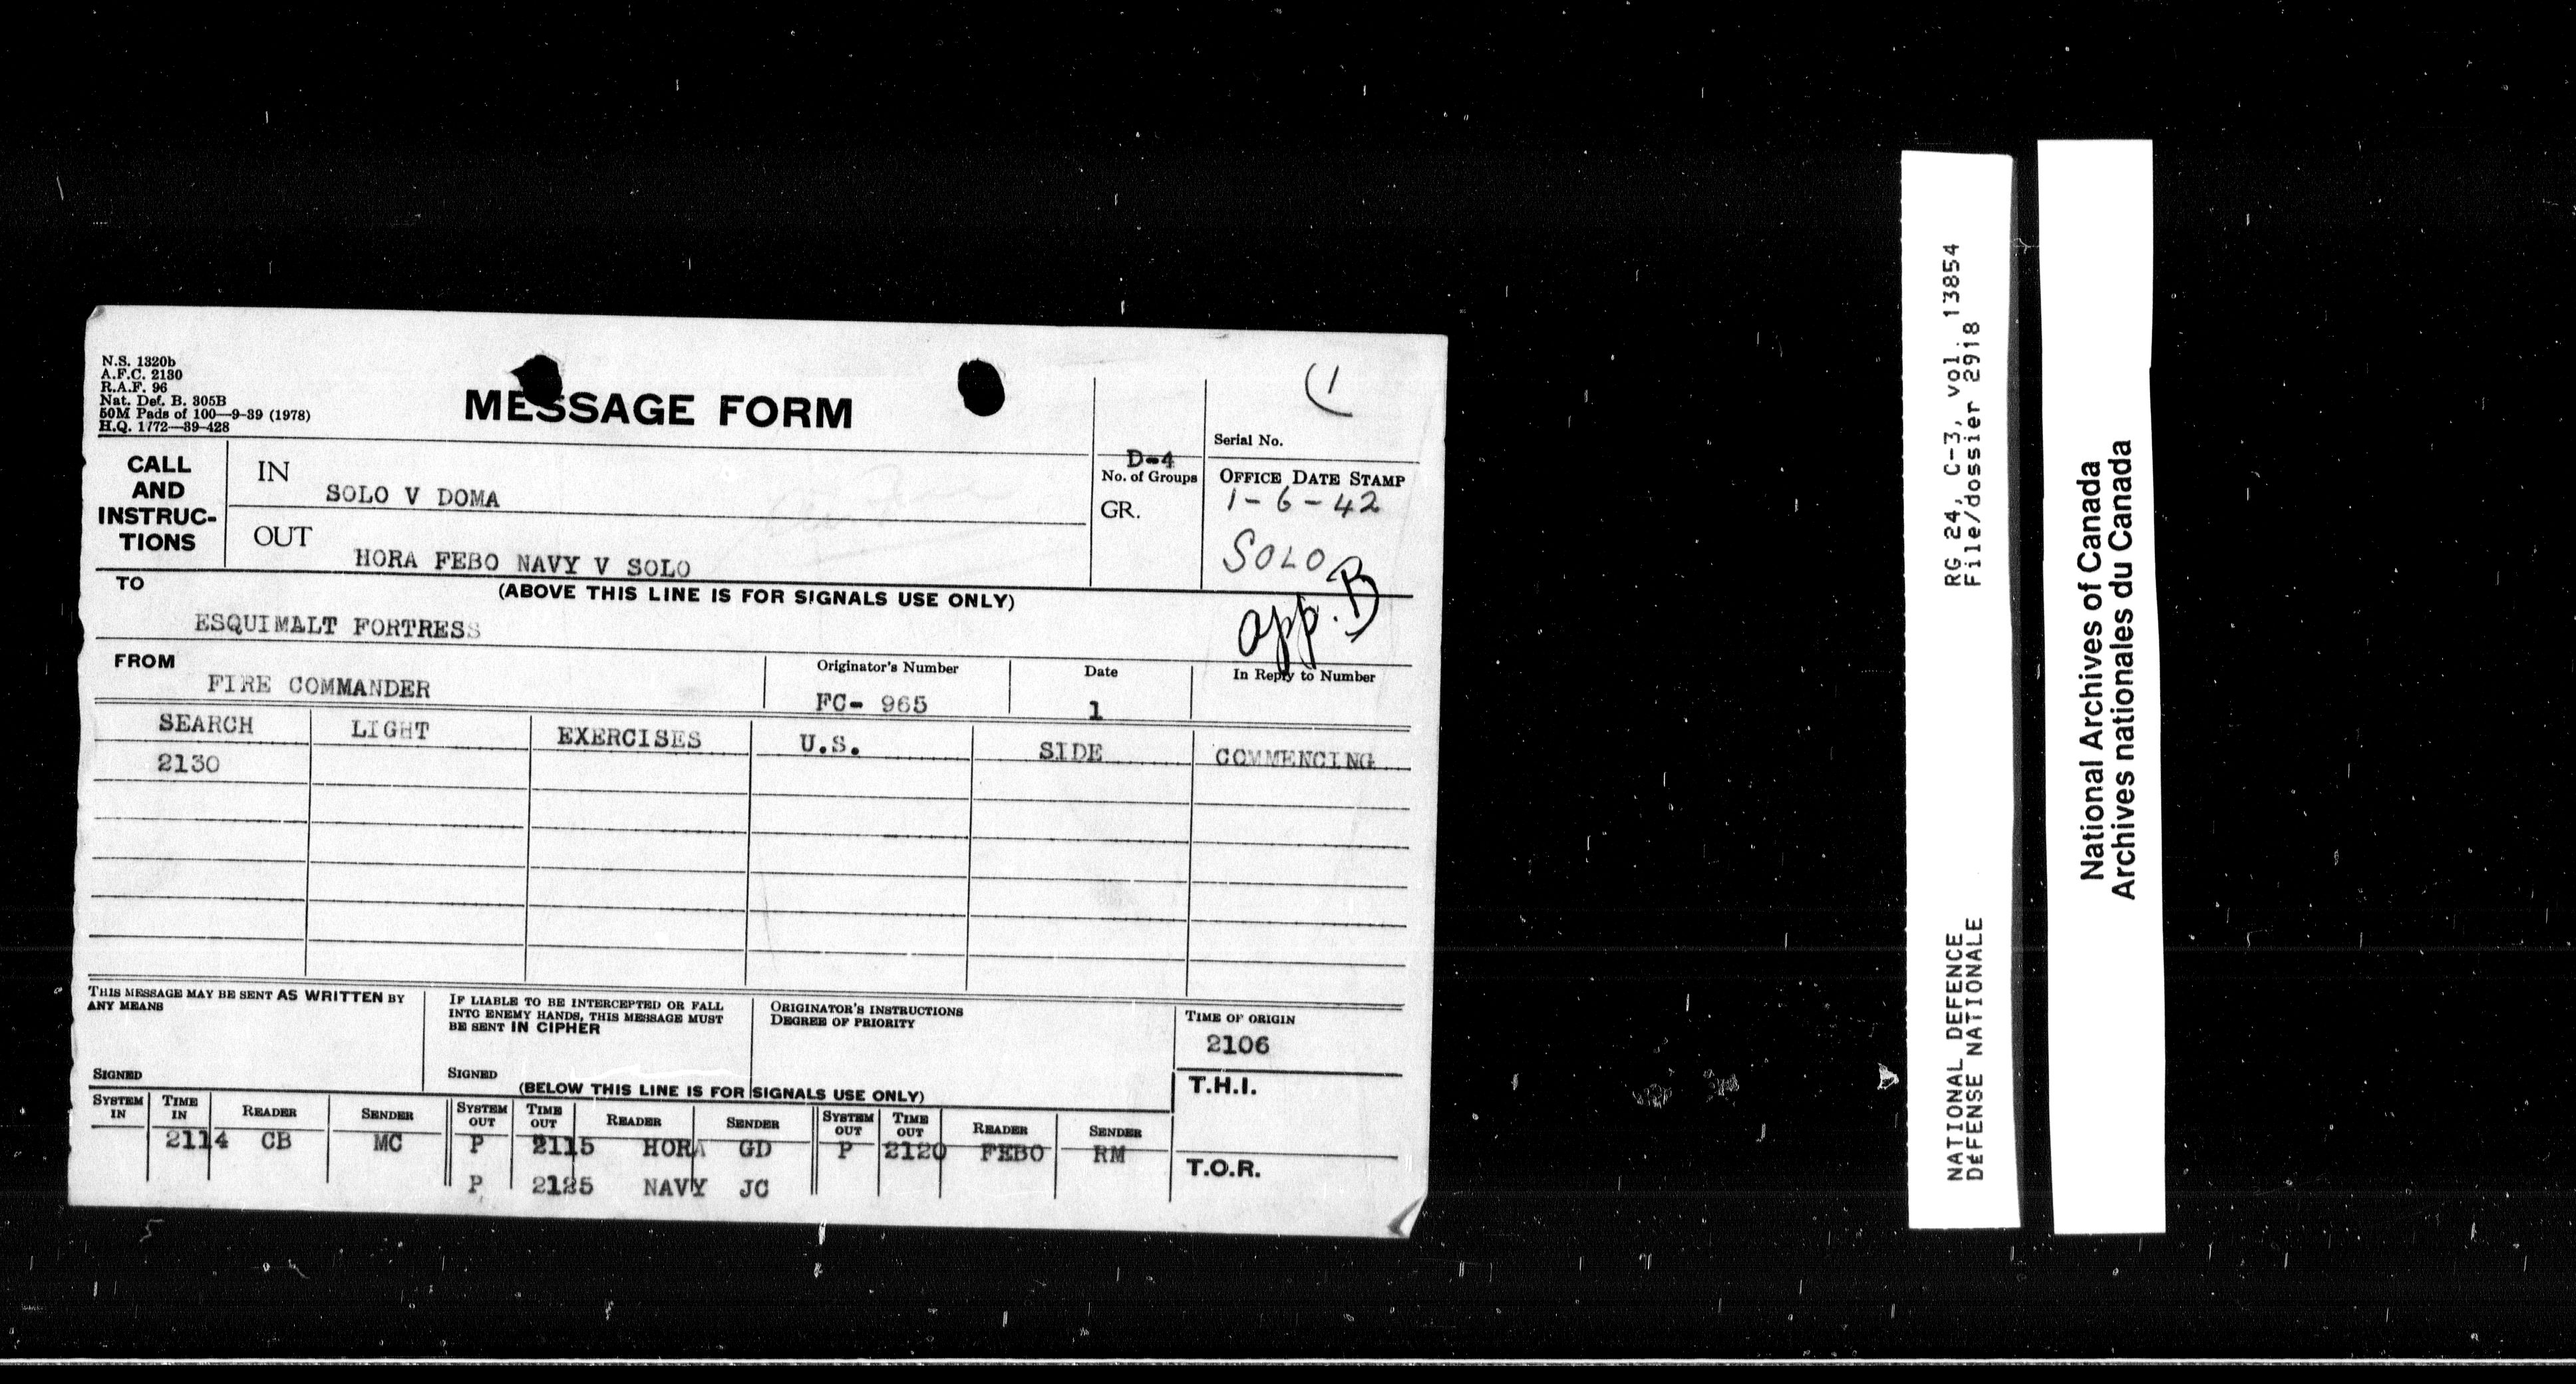 N.S. 1320b
A.F.C. 2130
R.A.F. 96
Nat. Def. B. 305B
50M Pads of 100—9-39 (1978)
H.Q. 1772—39-428
MESSAGE FORM
(1
Serial No.
CALL AND INSTRUC-TIONS
IN
SOLO V DOMA
OUT
HORA FEBO NAVY V SOLO
D-4
No. of Groups
GR.
OFFICE DATE STAMP
1-6-42
SOLO
app. B
(ABOVE THIS LINE IS FOR SIGNALS USE ONLY)
TO
ESQUIMALT FORTRESS
FROM
FIRE COMMANDER
Originator's Number
FC- 965
Date
1
In Reply to Number
SEARCH LIGHT EXERCISES U.S. SIDE COMMENCING
2130
THIS MESSAGE MAY BE SENT AS WRITTEN BY
ANY MEANS
SIGNED
IF LIABLE TO BE INTERCEPTED OR FALL
INTO ENEMY HANDS, THIS MESSAGE MUST
BE SENT IN CIPHER
SIGNED
ORIGINATOR'S INSTRUCTIONS
DEGREE OF PRIORITY
TIME OF ORIGIN
2106
T.H.I.
T.O.R.
(BELOW THIS LINE IS FOR SIGNALS USE ONLY)
SYSTEM IN TIME IN READER SENDER SYSTEM OUT TIME OUT READER SENDER SYSTEM OUT TIME OUT READER SENDER
2114 CB MC P 2115 HORA GD P 2120 FEBO RM
P 2125 NAVY JC
RG 24, C-3, vol. 13854
File/dossier 2918
NATIONAL DEFENCE
DéFENSE NATIONALE
National Archives of Canada
Archives nationales du Canada